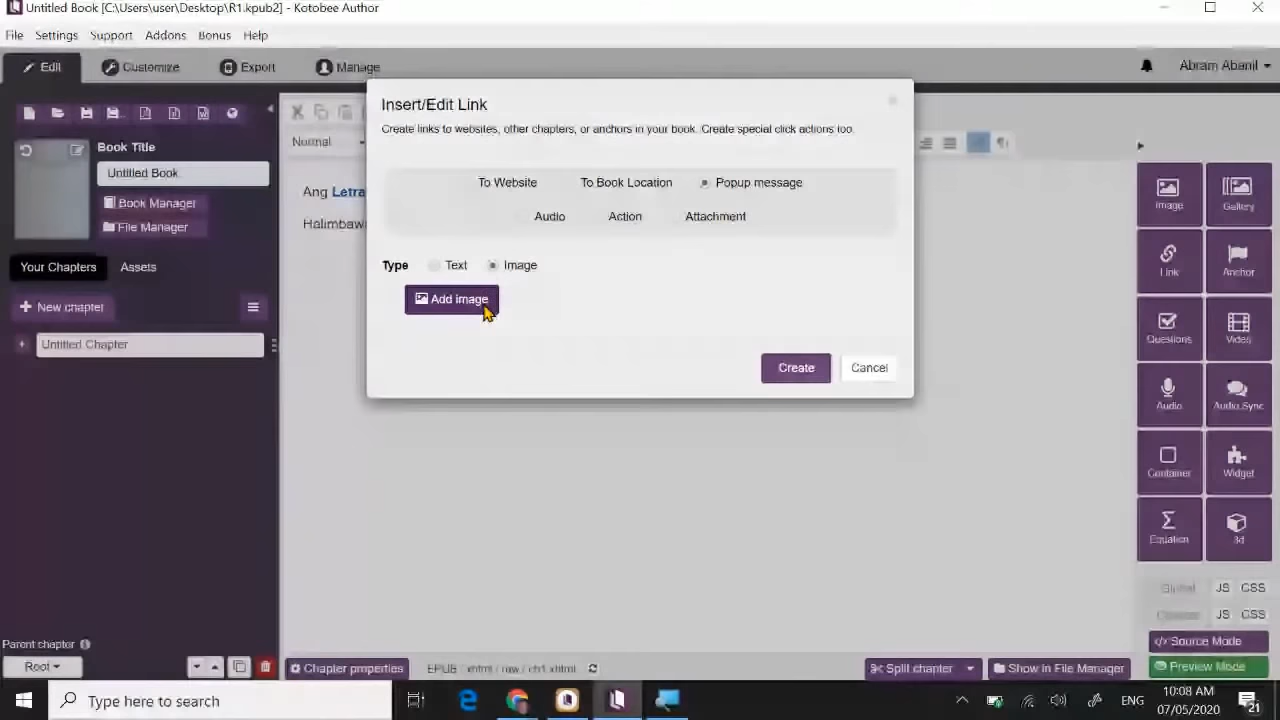 Untitled Book [C:\Users\user\Desktop\R1.kpub2] - Kotobee Author
File Settings Support Addons Bonus Help
Edit Customize Export Manage Abram Abanil
Insert/Edit Link
Create links to websites, other chapters, or anchors in your book. Create special click actions too.
Book Title
Untitled Book
Book Manager
File Manager
Your Chapters Assets
New chapter
Untitled Chapter
Parent chapter
Root
Normal
Ang Letra
To Website To Book Location Popup message
Audio Action Attachment
Type Text Image
Add image
Create Cancel
Image Gallery
Link Anchor
Questions Video
Audio Audio Sync
Container Widget
Equation 3d
Global JS CSS
JS CSS
Source Mode
Preview Mode
Chapter properties EPUB xhtml / raw / ch1.xhtml Split chapter Show in File Manager
Type here to search
ENG
10:08 AM
07/05/2020
21